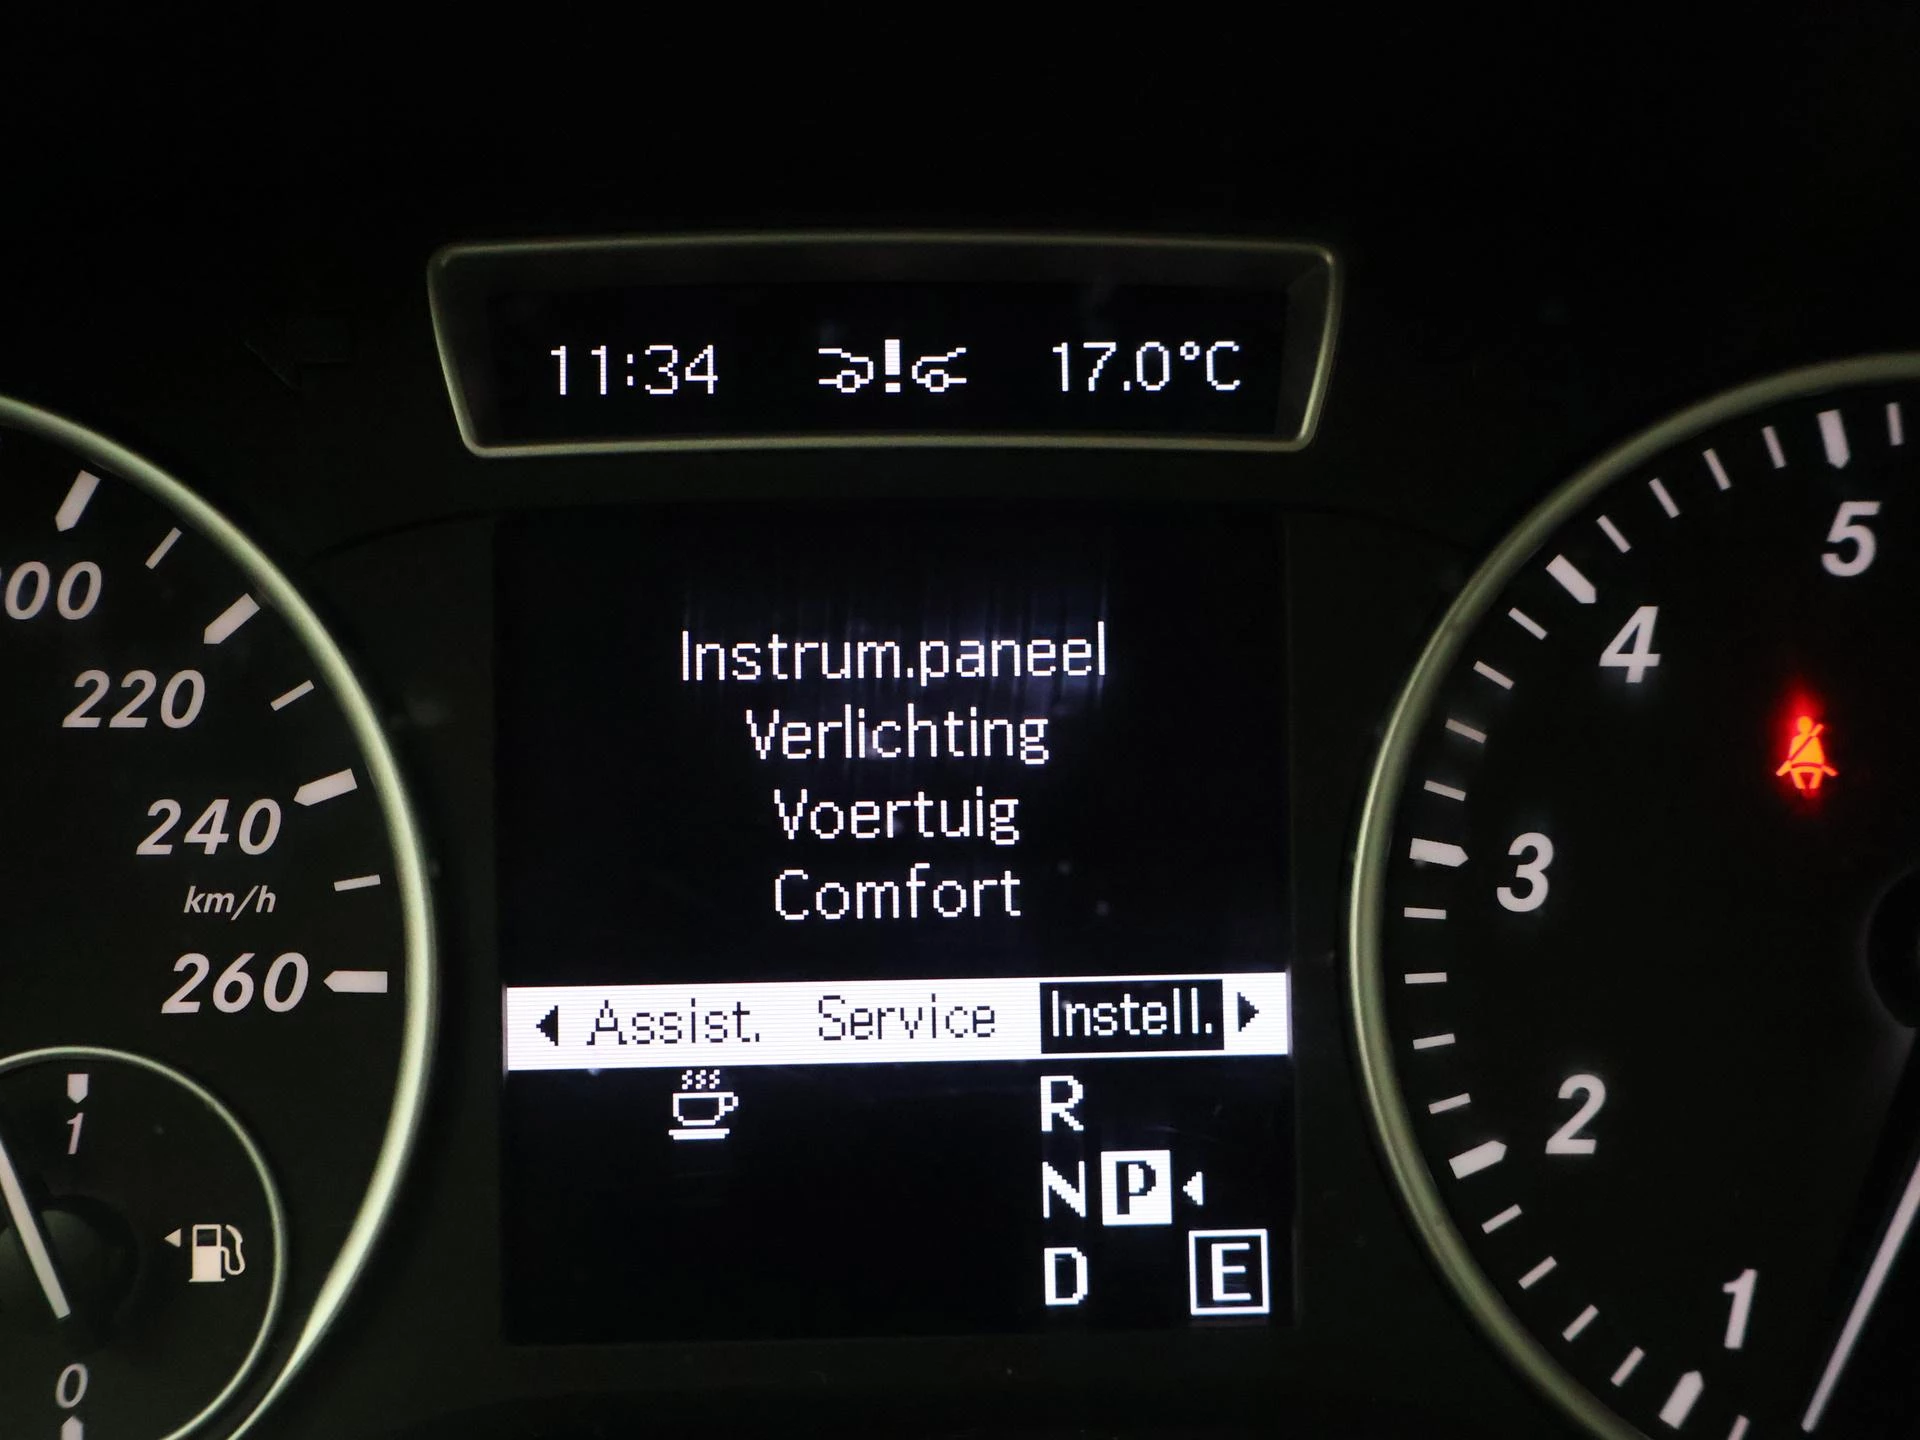 11:34 17.0°C
Instrum.paneel
Verlichting
Voertuig
Comfort
Assist. Service Instell.
R
N P
D E
220
240
km/h
260
1
0
5
4
3
2
1